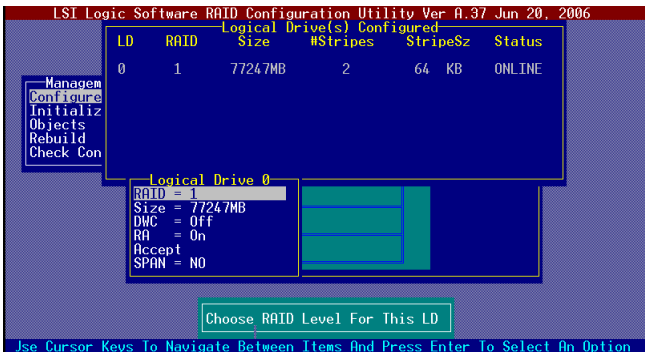 LSI Logic Software RAID Configuration Utility Ver A.37 Jun 20, 2006
Logical Drive(s) Configured
LD RAID Size #Stripes StripeSz Status
0 1 77247MB 2 64 KB ONLINE
Managem
Configure
Initializ
Objects
Rebuild
Check Con
Logical Drive 0
RAID = 1
Size = 77247MB
DWC = Off
RA = On
Accept
SPAN = NO
Choose RAID Level For This LD
Jse Cursor Keys To Navigate Between Items And Press Enter To Select An Option